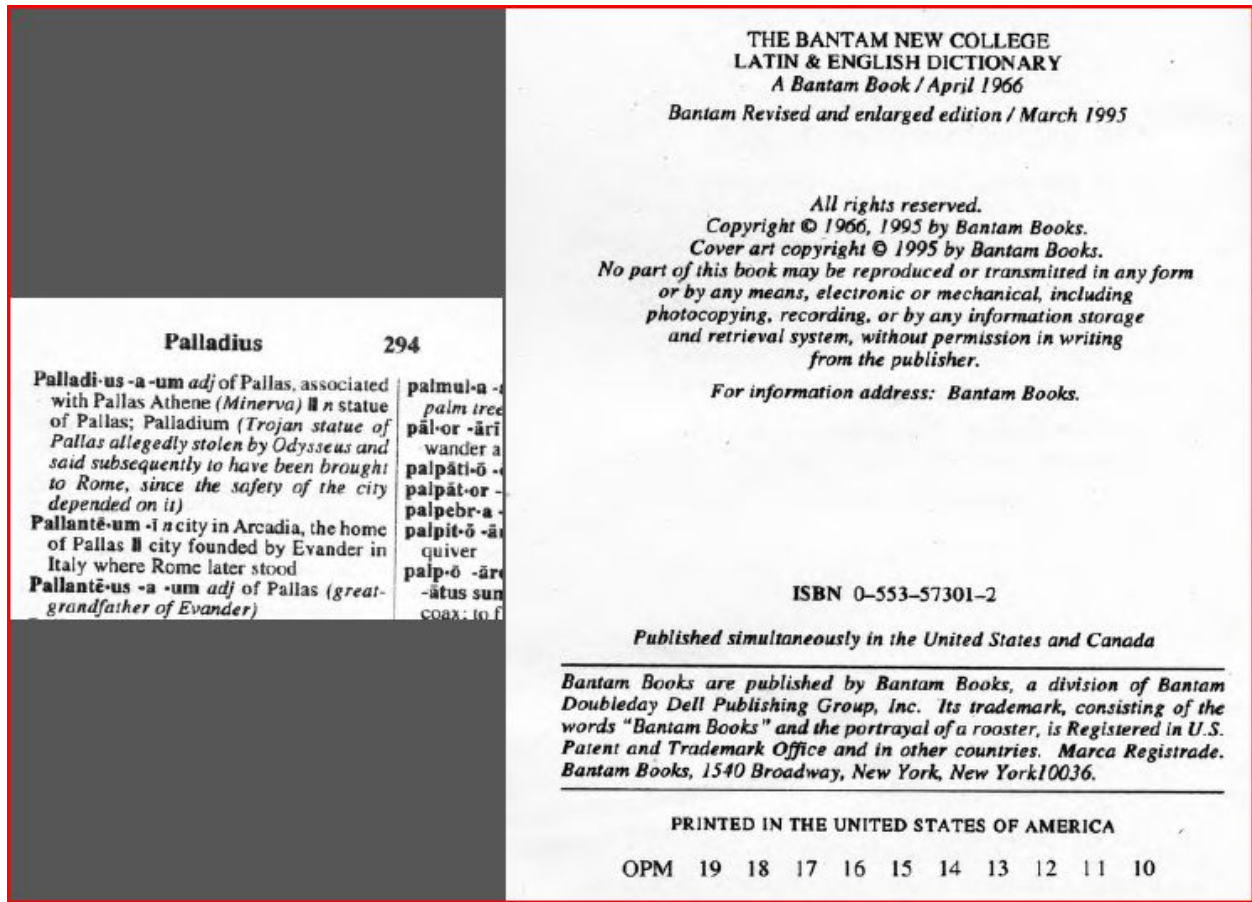 Palladius 294
Palladi·us -a -um adj of Pallas, associated
with Pallas Athene (Minerva) II n statue
of Pallas; Palladium (Trojan statue of
Pallas allegedly stolen by Odysseus and
said subsequently to have been brought
to Rome, since the safety of the city
depended on it)
Pallantē·um -ī n city in Arcadia, the home
of Pallas II city founded by Evander in
Italy where Rome later stood
Pallantē·us -a -um adj of Pallas (great-
grandfather of Evander)
palmul·a
palm tree
pāl·or -ārī
wander a
palpāti·ō
palpāt·or -
palpebr·a -
palpit·ō
quiver
palp·ō -āre
-ātus sum
coax; to f
THE BANTAM NEW COLLEGE
LATIN & ENGLISH DICTIONARY
A Bantam Book / April 1966
Bantam Revised and enlarged edition / March 1995
All rights reserved.
Copyright © 1966, 1995 by Bantam Books.
Cover art copyright © 1995 by Bantam Books.
No part of this book may be reproduced or transmitted in any form
or by any means, electronic or mechanical, including
photocopying, recording, or by any information storage
and retrieval system, without permission in writing
from the publisher.
For information address: Bantam Books.
ISBN 0–553–57301–2
Published simultaneously in the United States and Canada
Bantam Books are published by Bantam Books, a division of Bantam
Doubleday Dell Publishing Group, Inc. Its trademark, consisting of the
words "Bantam Books" and the portrayal of a rooster, is Registered in U.S.
Patent and Trademark Office and in other countries. Marca Registrade.
Bantam Books, 1540 Broadway, New York, New York10036.
PRINTED IN THE UNITED STATES OF AMERICA
OPM 19 18 17 16 15 14 13 12 11 10